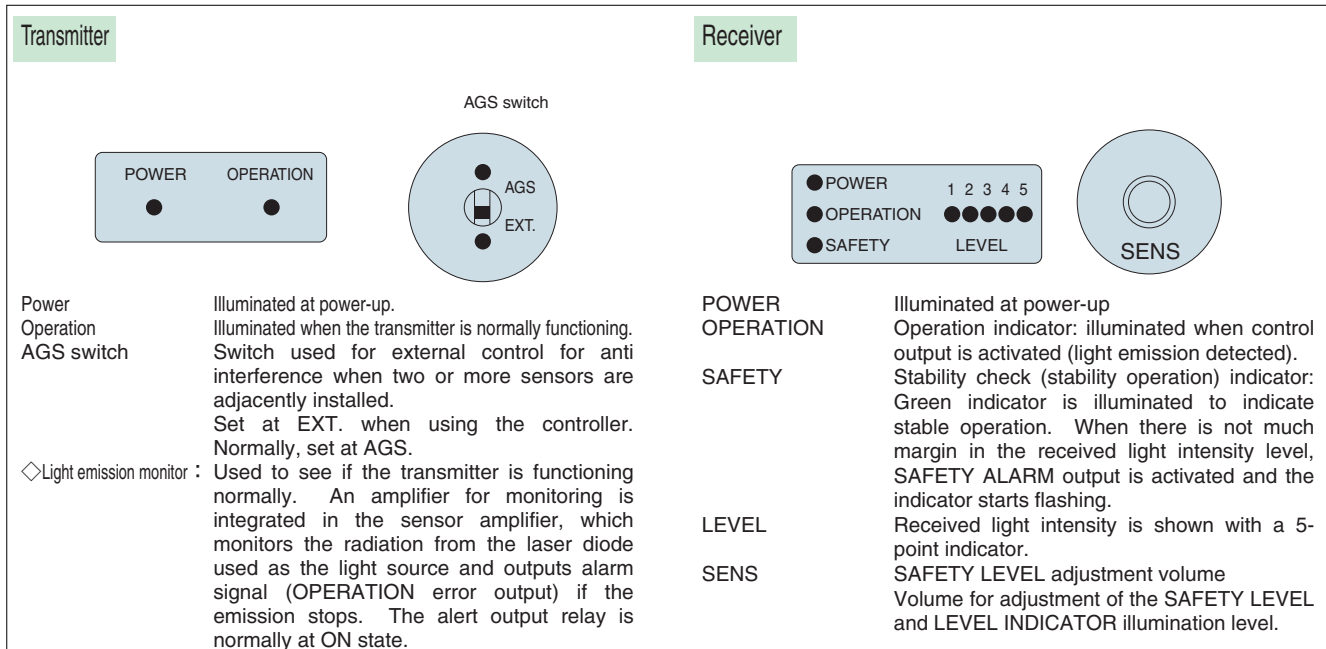 Transmitter
AGS switch
POWER OPERATION
AGS
EXT.
Power Illuminated at power-up.
Operation Illuminated when the transmitter is normally functioning.
AGS switch Switch used for external control for anti
interference when two or more sensors are
adjacently installed.
Set at EXT. when using the controller.
Normally, set at AGS.
◇Light emission monitor : Used to see if the transmitter is functioning
normally. An amplifier for monitoring is
integrated in the sensor amplifier, which
monitors the radiation from the laser diode
used as the light source and outputs alarm
signal (OPERATION error output) if the
emission stops. The alert output relay is
normally at ON state.
Receiver
POWER 1 2 3 4 5
OPERATION
SAFETY LEVEL
SENS
POWER Illuminated at power-up
OPERATION Operation indicator: illuminated when control
output is activated (light emission detected).
SAFETY Stability check (stability operation) indicator:
Green indicator is illuminated to indicate
stable operation. When there is not much
margin in the received light intensity level,
SAFETY ALARM output is activated and the
indicator starts flashing.
LEVEL Received light intensity is shown with a 5-
point indicator.
SENS SAFETY LEVEL adjustment volume
Volume for adjustment of the SAFETY LEVEL
and LEVEL INDICATOR illumination level.